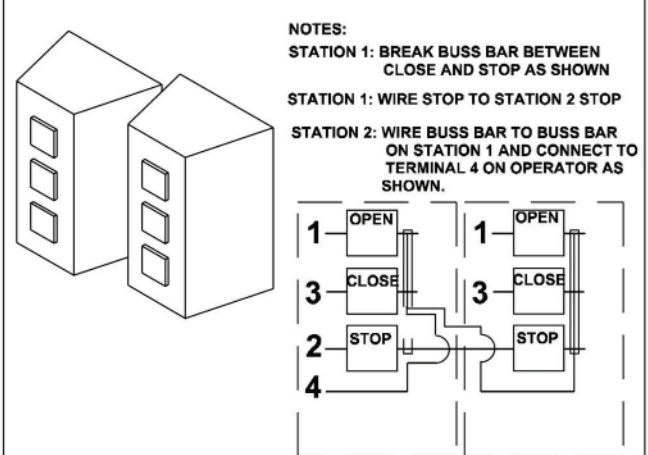 NOTES:
STATION 1: BREAK BUSS BAR BETWEEN
CLOSE AND STOP AS SHOWN
STATION 1: WIRE STOP TO STATION 2 STOP
STATION 2: WIRE BUSS BAR TO BUSS BAR
ON STATION 1 AND CONNECT TO
TERMINAL 4 ON OPERATOR AS
SHOWN.
1 OPEN
3 CLOSE
2 STOP
4
1 OPEN
3 CLOSE
STOP